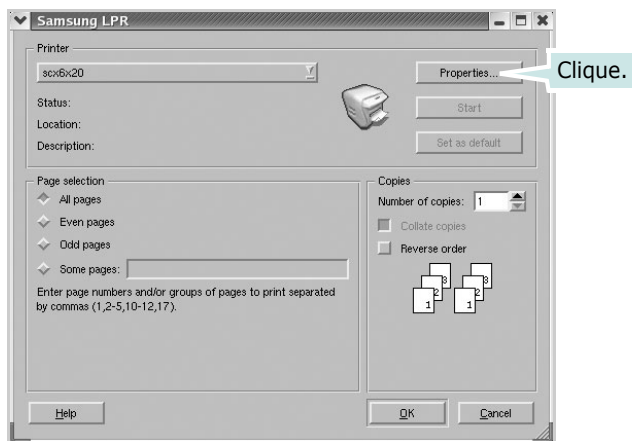 Samsung LPR
Printer
scx6x20
Properties...
Clique.
Status:
Start
Location:
Description:
Set as default
Page selection
All pages
Even pages
Odd pages
Some pages:
Enter page numbers and/or groups of pages to print separated
by commas (1,2-5,10-12,17).
Copies
Number of copies: 1
Collate copies
Reverse order
3 3
2 2
1 1
Help
OK
Cancel